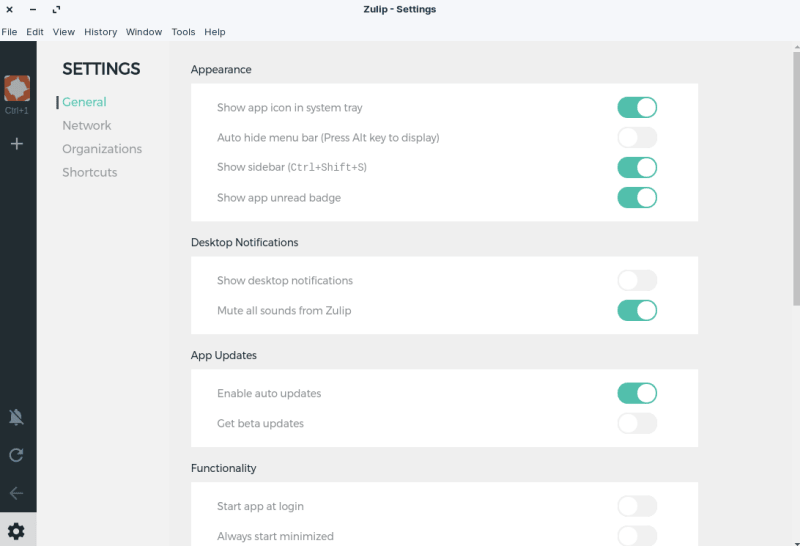 Zulip - Settings
File Edit View History Window Tools Help
Ctrl+1
SETTINGS
General
Network
Organizations
Shortcuts
Appearance
Show app icon in system tray
Auto hide menu bar (Press Alt key to display)
Show sidebar (Ctrl+Shift+S)
Show app unread badge
Desktop Notifications
Show desktop notifications
Mute all sounds from Zulip
App Updates
Enable auto updates
Get beta updates
Functionality
Start app at login
Always start minimized